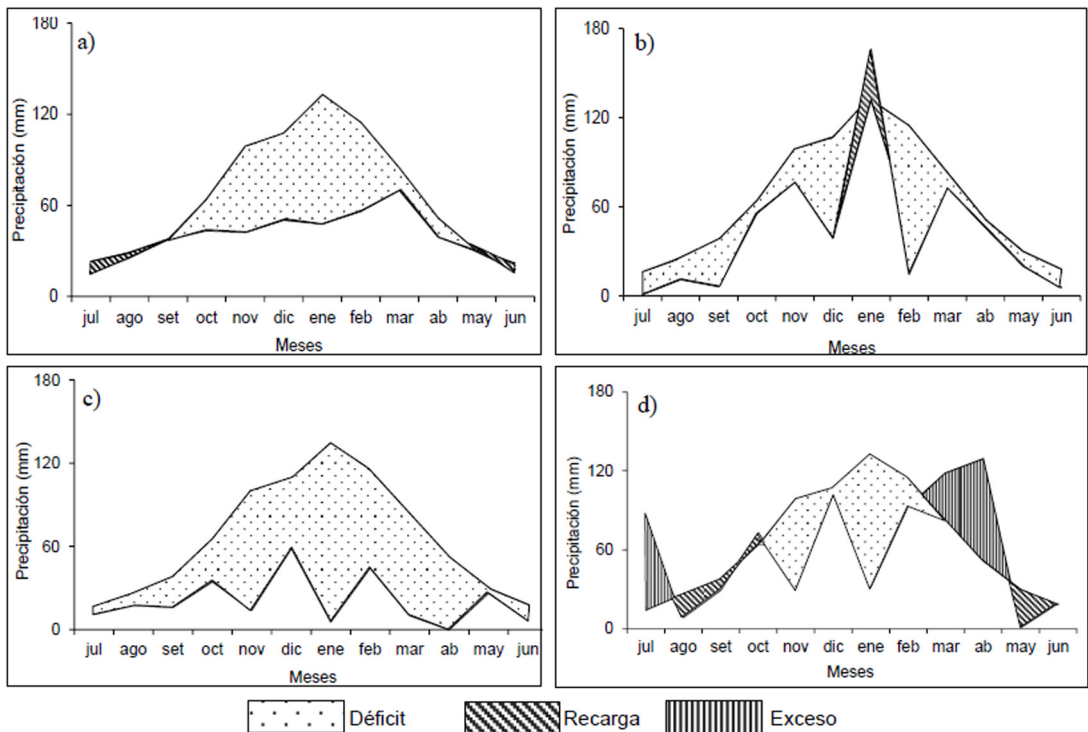 a)
180
120
60
0
Precipitación (mm)
jul ago set oct nov dic ene feb mar ab may jun
Meses
b)
180
120
60
0
Precipitación (mm)
jul ago set oct nov dic ene feb mar ab may jun
Meses
c)
180
120
60
0
Precipitación (mm)
jul ago set oct nov dic ene feb mar ab may jun
Meses
d)
180
120
60
0
Precipitación (mm)
jul ago set oct nov dic ene feb mar ab may jun
Meses
Déficit Recarga Exceso